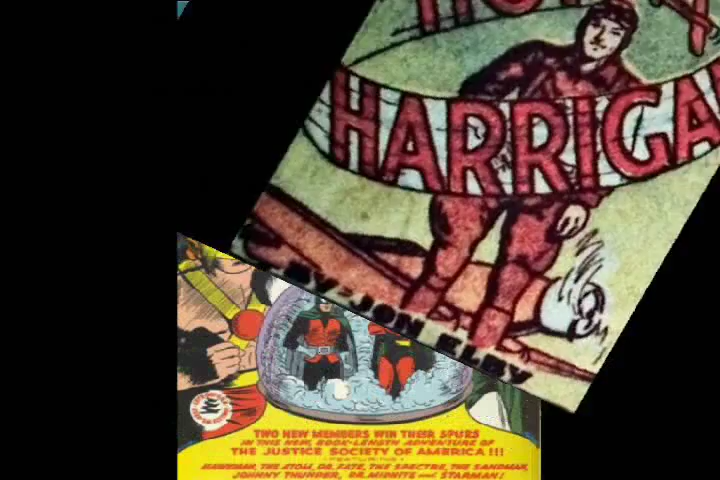 HARRIGA
BY-JON ELBY
TWO NEW MEMBERS WIN THEIR SPURS
IN THIS NEW, BOOK-LENGTH ADVENTURE OF
THE JUSTICE SOCIETY OF AMERICA!!!
-FEATURING-
HAWKMAN, THE ATOM, DR. FATE, THE SPECTRE, THE SANDMAN,
JOHNNY THUNDER, DR. MIDNITE and STARMAN!